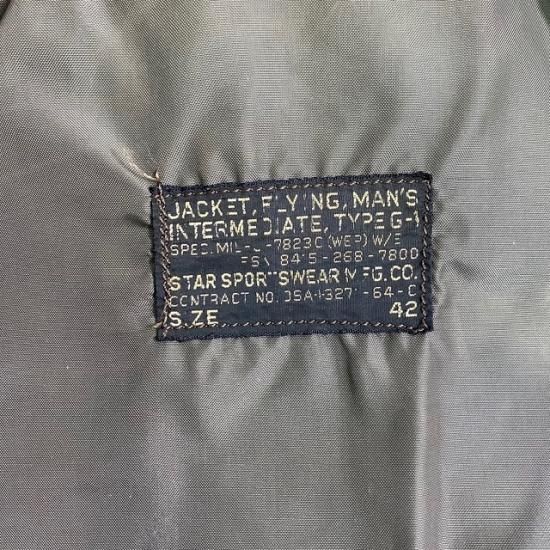 JACKET, FLYING, MAN'S
INTERMEDIATE, TYPE G-1
SPEC. MIL-J-7823C (WEP) W/E
FSN 8415-268-7800
STAR SPORTSWEAR MFG. CO.
CONTRACT NO. DSA-1-3271-64-C
SIZE 42